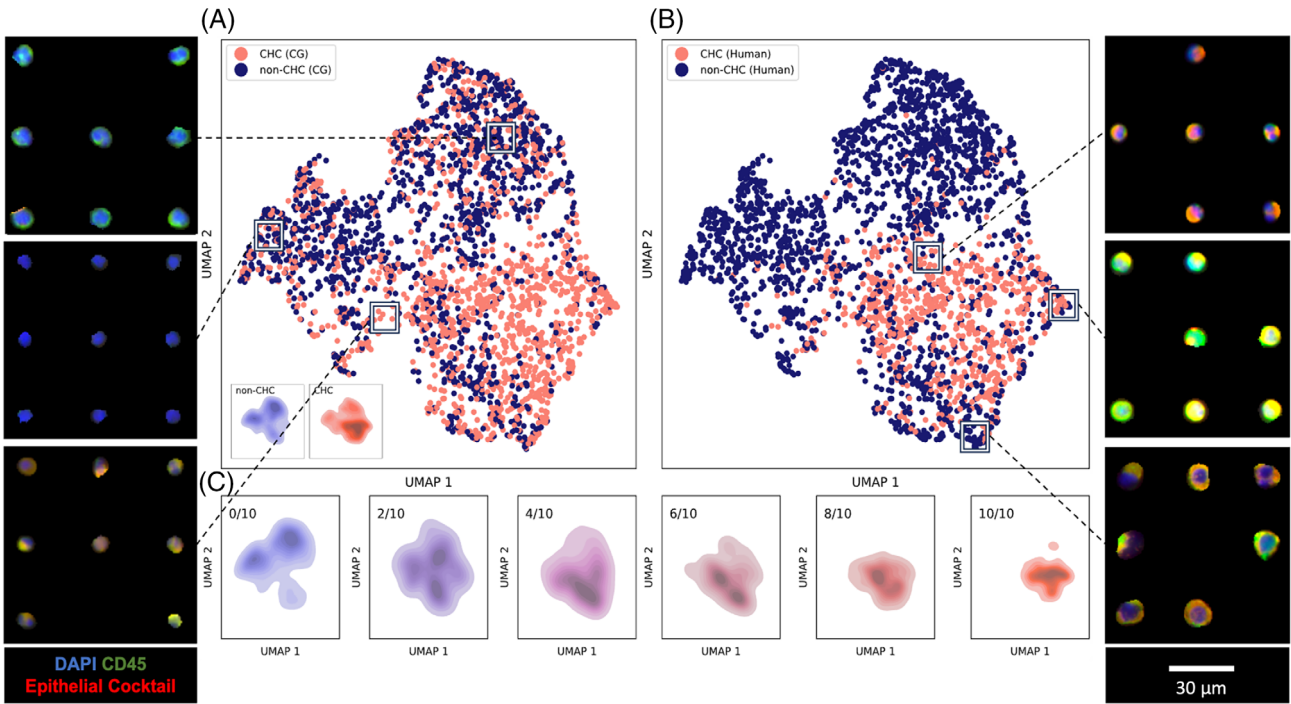 (A)
(B)
CHC (CG)
non-CHC (CG)
CHC (Human)
non-CHC (Human)
UMAP 2
UMAP 2
non-CHC
CHC
UMAP 1
UMAP 1
(C)
0/10
2/10
4/10
6/10
8/10
10/10
UMAP 2
UMAP 2
UMAP 2
UMAP 2
UMAP 2
UMAP 2
UMAP 1
UMAP 1
UMAP 1
UMAP 1
UMAP 1
UMAP 1
DAPI CD45
Epithelial Cocktail
30 µm